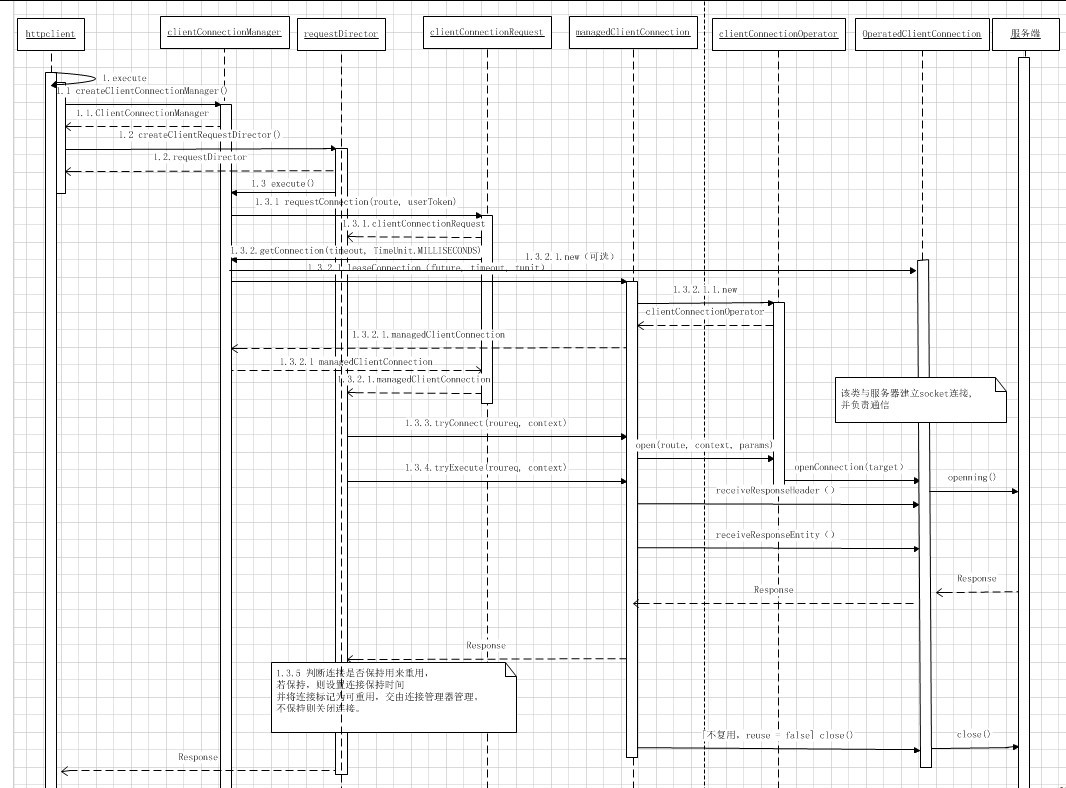 httpclient
clientConnectionManager
requestDirector
clientConnectionRequest
managedClientConnection
clientConnectionOperator
OperatedClientConnection
服务端
1.execute
1.1 createClientConnectionManager()
1.1.ClientConnectionManager
1.2 createClientRequestDirector()
1.2.requestDirector
1.3 execute()
1.3.1 requestConnection(route, userToken)
1.3.1.clientConnectionRequest
1.3.2.getConnection(timeout, TimeUnit.MILLISECONDS)
1.3.2.1.new（可选）
1.3.2.1 leaseConnection (future, timeout, tunit)
1.3.2.1.1.new
clientConnectionOperator
1.3.2.1.managedClientConnection
1.3.2.1 managedClientConnection
1.3.2.1.managedClientConnection
该类与服务器建立socket连接，
并负责通信
1.3.3.tryConnect(roureq, context)
open(route, context, params)
1.3.4.tryExecute(roureq, context)
openConnection(target)
openning()
receiveResponseHeader（）
receiveResponseEntity（）
Response
Response
Response
1.3.5 判断连接是否保持用来重用，
若保持，则设置连接保持时间
并将连接标记为可重用，交由连接管理器管理，
不保持则关闭连接。
[不复用，reuse = false] close()
close()
Response